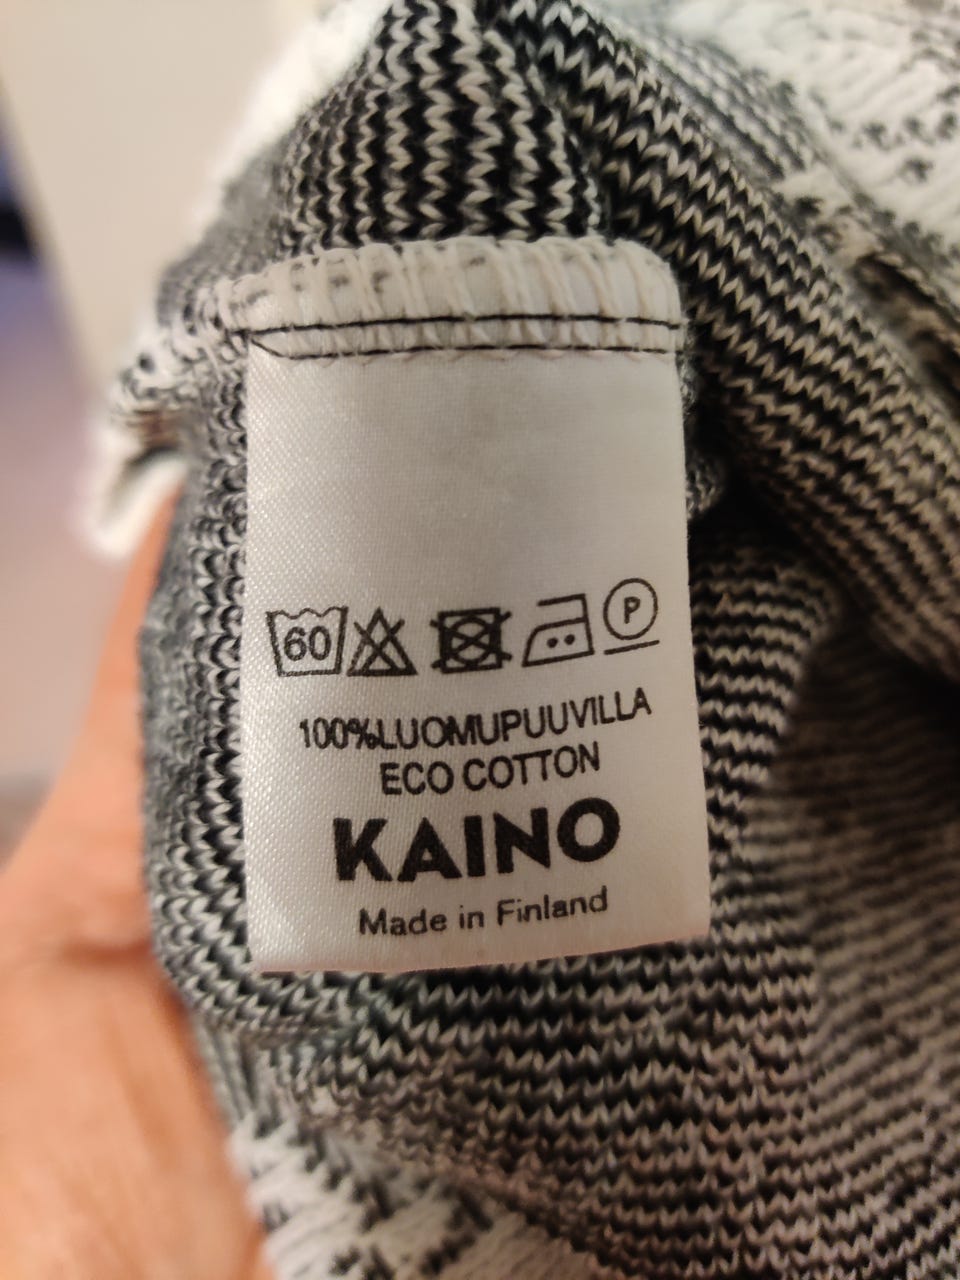 60 P
100%LUOMUPUUVILLA
ECO COTTON
KAINO
Made in Finland